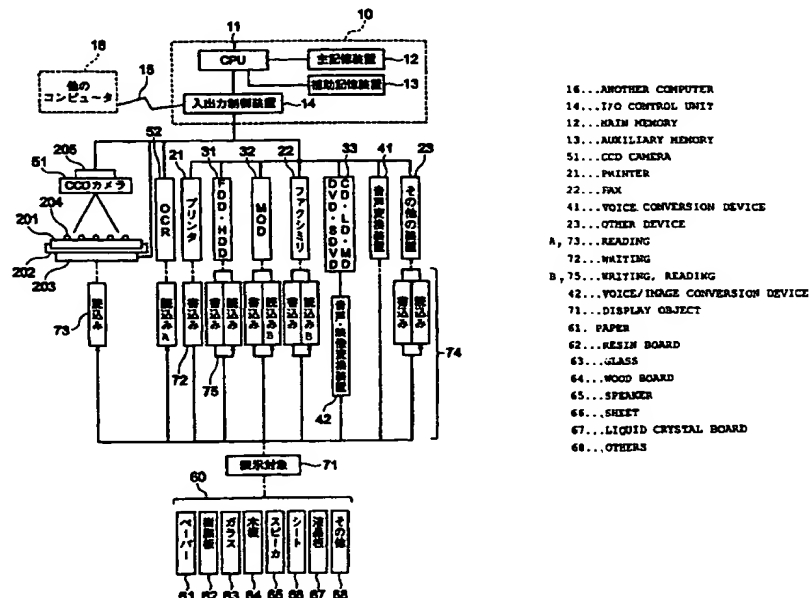 10
11
CPU
主記憶装置
12
補助記憶装置
13
入出力制御装置
14
16
15
他の
コンピュータ
205
51
CCDカメラ
204
201
202
203
52
21
31
32
22
33
41
23
OCR
プリンタ
FDD・HDD
MOD
ファクシミリ
CD・LD・MD
DVD・SDVD
音声変換装置
その他の装置
読込み
73
読込みA
書込み
72
書込み
読込み
75
書込み
読込みB
書込み
読込みB
音声・映像変換装置
42
書込み
読込み
74
表示対象
71
60
ペーパー
樹脂板
ガラス
木板
スピーカ
シート
液晶板
その他
61 62 63 64 65 66 67 68
16...ANOTHER COMPUTER
14...I/O CONTROL UNIT
12...MAIN MEMORY
13...AUXILIARY MEMORY
51...CCD CAMERA
21...PRINTER
22...FAX
41...VOICE CONVERSION DEVICE
23...OTHER DEVICE
A, 73...READING
72...WRITING
B, 75...WRITING, READING
42...VOICE/IMAGE CONVERSION DEVICE
71...DISPLAY OBJECT
61. PAPER
62...RESIN BOARD
63...GLASS
64...WOOD BOARD
65...SPEAKER
66...SHEET
67...LIQUID CRYSTAL BOARD
68...OTHERS